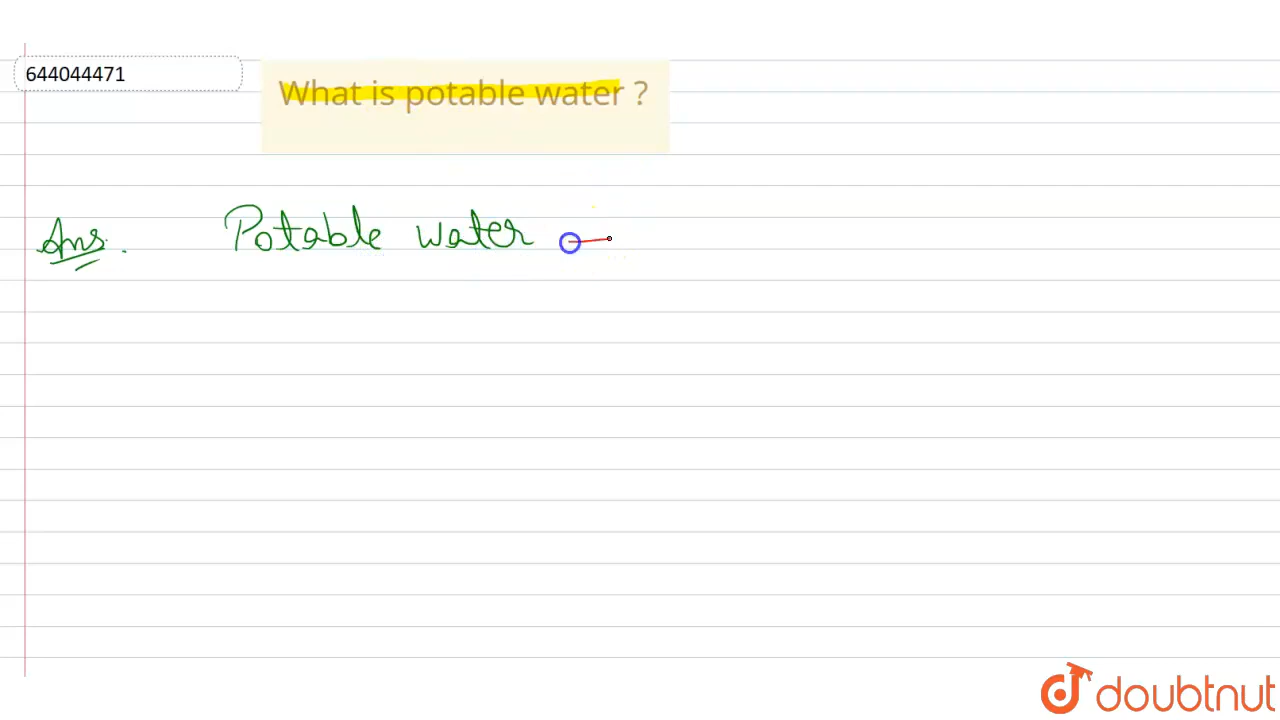 644044471
What is potable water ?
Ans.
Potable water
doubtnut